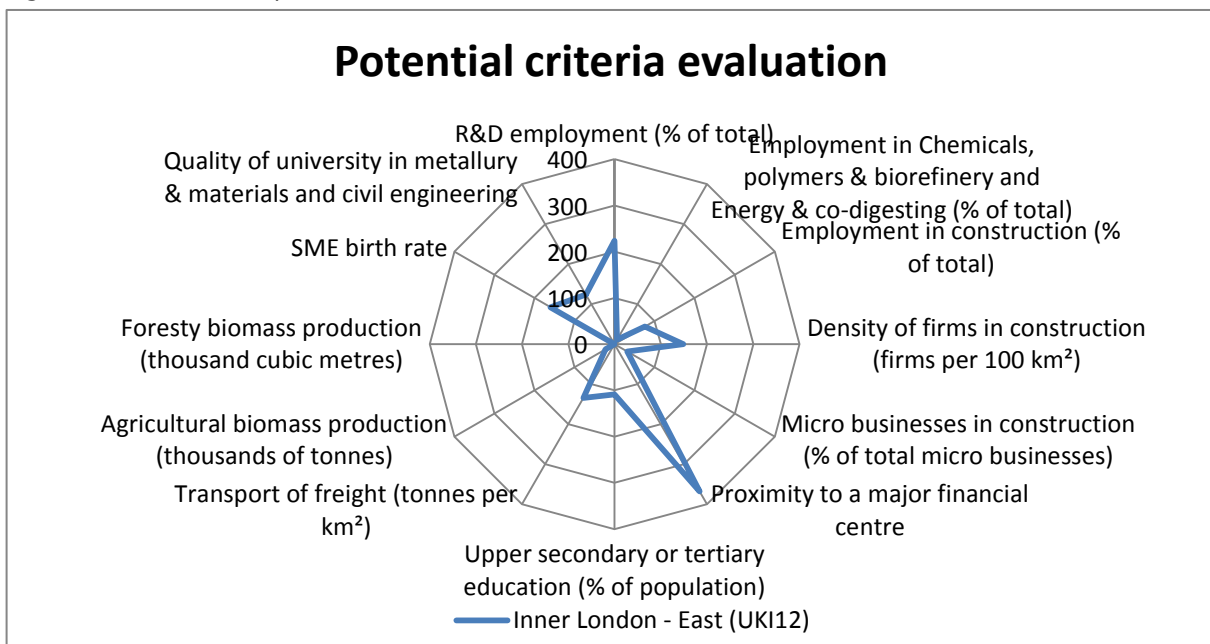 Potential criteria evaluation
R&D employment (% of total)
Employment in Chemicals,
polymers & biorefinery and
Energy & co-digesting (% of total)
Employment in construction (%
of total)
Density of firms in construction
(firms per 100 km²)
Micro businesses in construction
(% of total micro businesses)
Proximity to a major financial
centre
Upper secondary or tertiary
education (% of population)
Transport of freight (tonnes per
km²)
Agricultural biomass production
(thousands of tonnes)
Foresty biomass production
(thousand cubic metres)
SME birth rate
Quality of university in metallury
& materials and civil engineering
400
300
200
100
0
Inner London - East (UKI12)